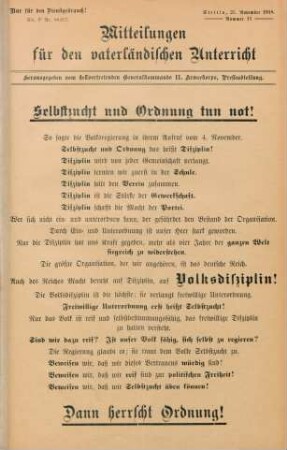 Nur für den Dienstgebrauch!
Stettin, 25. November 1918.
Nummer 21
Mitteilungen
für den vaterländischen Unterricht
Herausgegeben vom stellvertretenden Generalkommando II. Armeekorps, Presseabteilung.
Selbstzucht und Ordnung tun not!
So sagte die Volksregierung in ihrem Aufruf vom 4. November.
Selbstzucht und Ordnung das heißt Disziplin!
Disziplin wird von jeder Gemeinschaft verlangt.
Disziplin lernten wir zuerst in der Schule.
Disziplin hält den Verein zusammen.
Disziplin ist die Stärke der Gewerkschaft.
Disziplin schafft die Macht der Partei.
Wer sich nicht ein- und unterordnen kann, der gefährdet den Bestand der Organisation.
Durch Ein- und Unterordnung ist unser Heer stark geworden.
Nur die Disziplin hat uns Kraft gegeben, mehr als vier Jahre der ganzen Welt
siegreich zu widerstehen.
Die größte Organisation, der wir angehören, ist das deutsche Reich.
Auch des Reiches Macht beruht auf Disziplin, auf Volksdisziplin!
Die Volksdisziplin ist die höchste: sie verlangt freiwillige Unterordnung.
Freiwillige Unterordnung erst heißt Selbstzucht!
Nur das Volk ist reif und selbstbestimmungsfähig, das freiwillige Disziplin
zu halten versteht.
Sind wir dazu reif? Ist unser Volk fähig, sich selbst zu regieren?
Die Regierung glaubt es; sie traut dem Volke Selbstzucht zu.
Beweisen wir, daß wir dieses Vertrauens würdig sind!
Beweisen wir, daß wir reif sind zur politischen Freiheit!
Beweisen wir, daß wir Selbstzucht üben können!
Dann herrscht Ordnung!